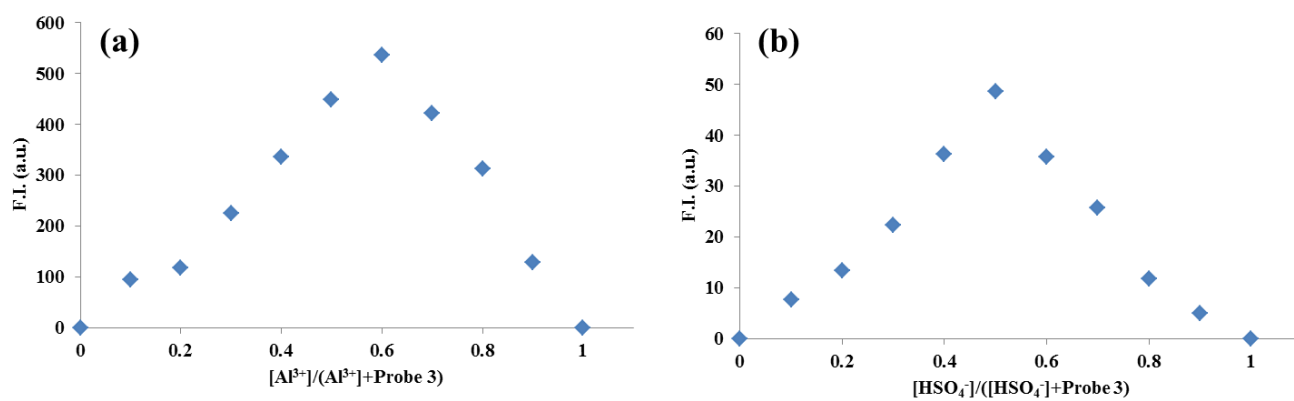 (a)
600
500
400
300
200
100
0
F.I. (a.u.)
0 0.2 0.4 0.6 0.8 1
[Al³⁺]/(Al³⁺]+Probe 3)
(b)
60
50
40
30
20
10
0
F.I. (a.u.)
0 0.2 0.4 0.6 0.8 1
[HSO₄⁻]/([HSO₄⁻]+Probe 3)